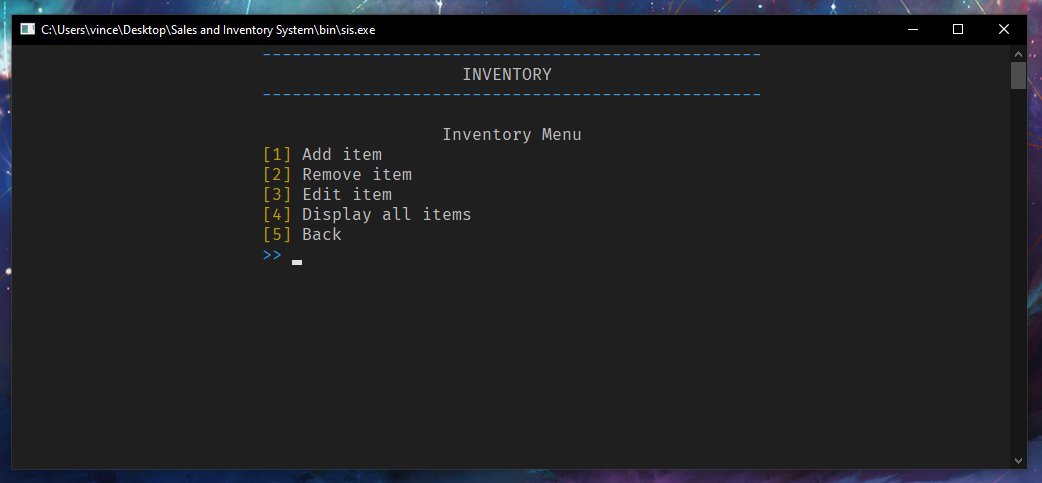 C:\Users\vince\Desktop\Sales and Inventory System\bin\sis.exe
--------------------------------------------------
INVENTORY
--------------------------------------------------
Inventory Menu
[1] Add item
[2] Remove item
[3] Edit item
[4] Display all items
[5] Back
>> _